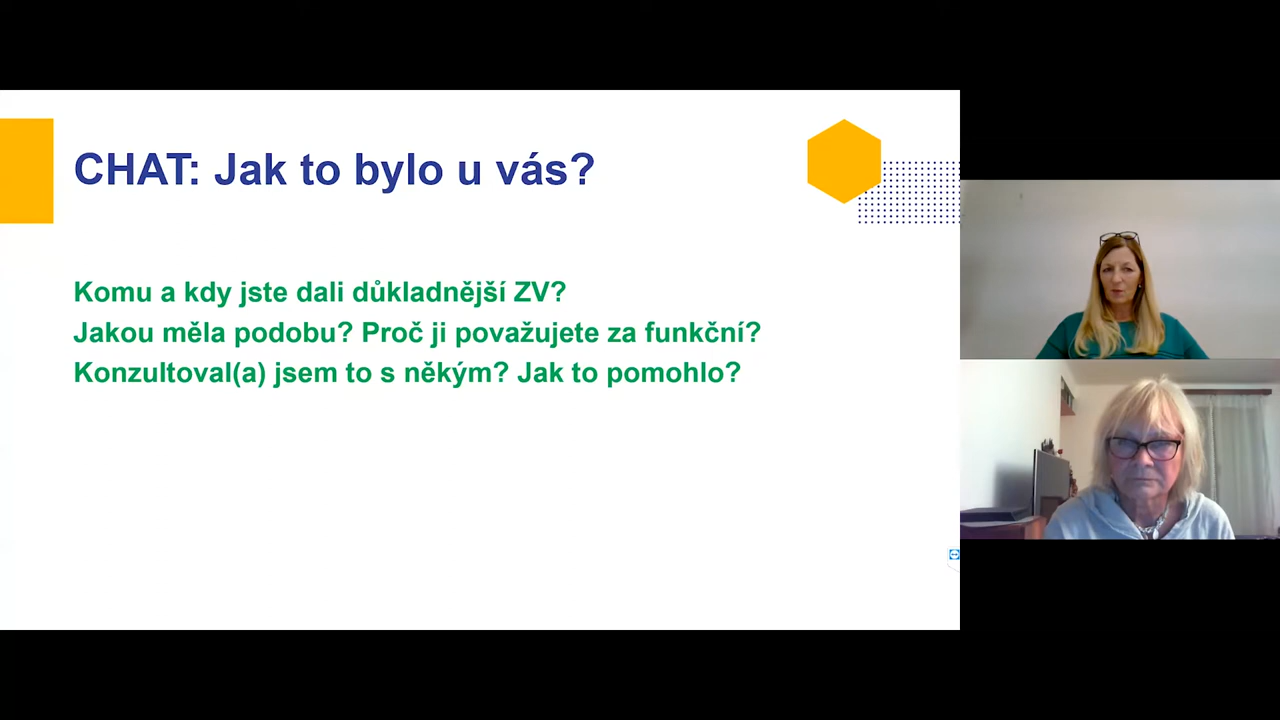 CHAT: Jak to bylo u vás?
Komu a kdy jste dali důkladnější ZV?
Jakou měla podobu? Proč ji považujete za funkční?
Konzultoval(a) jsem to s někým? Jak to pomohlo?